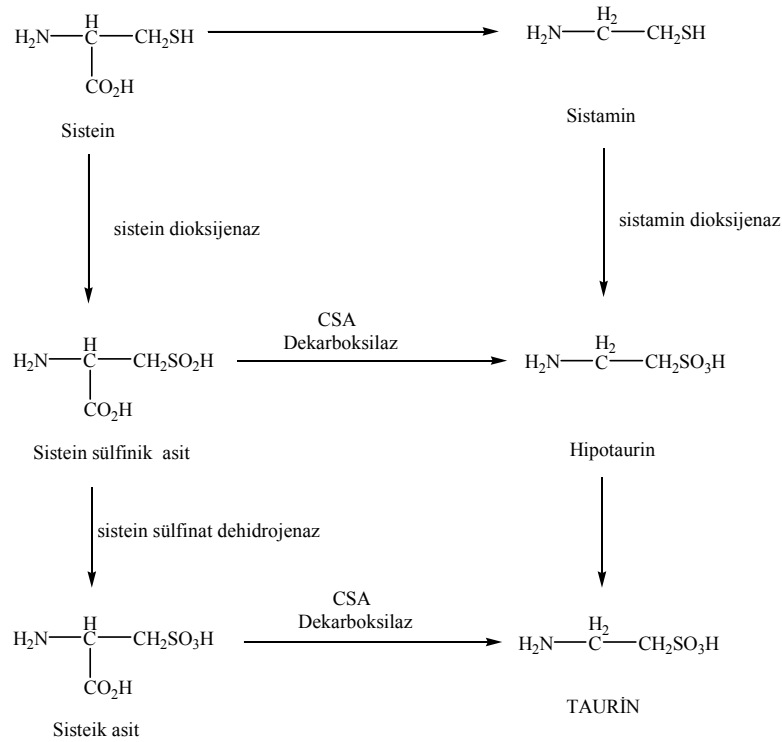 H₂N—C—CH₂SH
H
CO₂H
Sistein
H₂N—C—CH₂SH
H₂
Sistamin
sistein dioksijenaz
sistamin dioksijenaz
H₂N—C—CH₂SO₂H
H
CO₂H
Sistein sülfinik asit
CSA
Dekarboksilaz
H₂N—C—CH₂SO₃H
H₂
Hipotaurin
sistein sülfinat dehidrojenaz
H₂N—C—CH₂SO₃H
H
CO₂H
Sisteik asit
CSA
Dekarboksilaz
H₂N—C—CH₂SO₃H
H₂
TAURİN